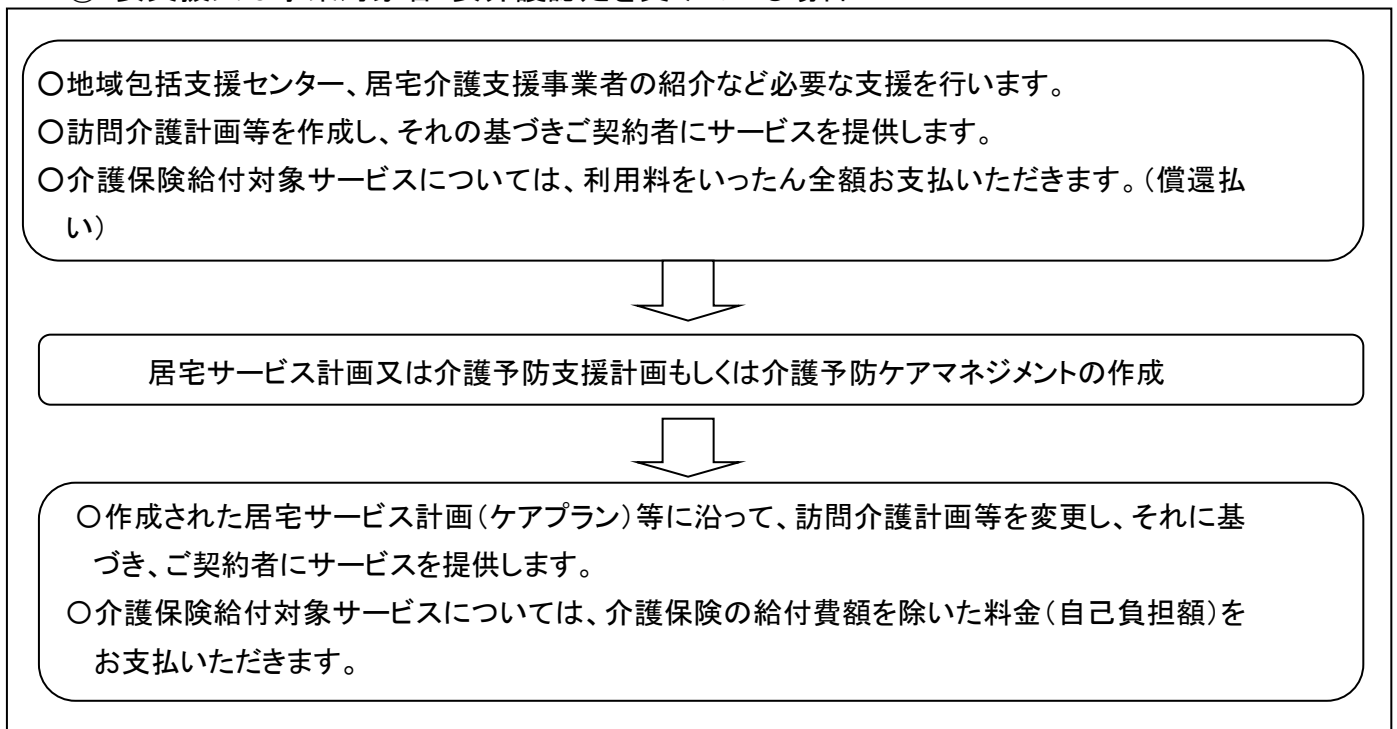 〇地域包括支援センター、居宅介護支援事業者の紹介など必要な支援を行います。
〇訪問介護計画等を作成し、それの基づきご契約者にサービスを提供します。
〇介護保険給付対象サービスについては、利用料をいったん全額お支払いただきます。（償還払
い）
居宅サービス計画又は介護予防支援計画もしくは介護予防ケアマネジメントの作成
〇作成された居宅サービス計画（ケアプラン）等に沿って、訪問介護計画等を変更し、それに基
づき、ご契約者にサービスを提供します。
〇介護保険給付対象サービスについては、介護保険の給付費額を除いた料金（自己負担額）を
お支払いただきます。